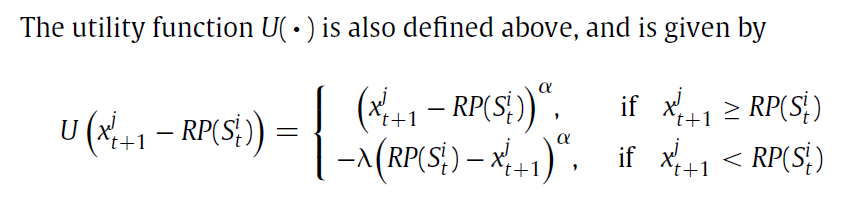 The utility function U(·) is also defined above, and is given by
U(x^j_{t+1} − RP(S^i_t)) = { (x^j_{t+1} − RP(S^i_t))^α, if x^j_{t+1} ≥ RP(S^i_t)
−λ(RP(S^i_t) − x^j_{t+1})^α, if x^j_{t+1} < RP(S^i_t)